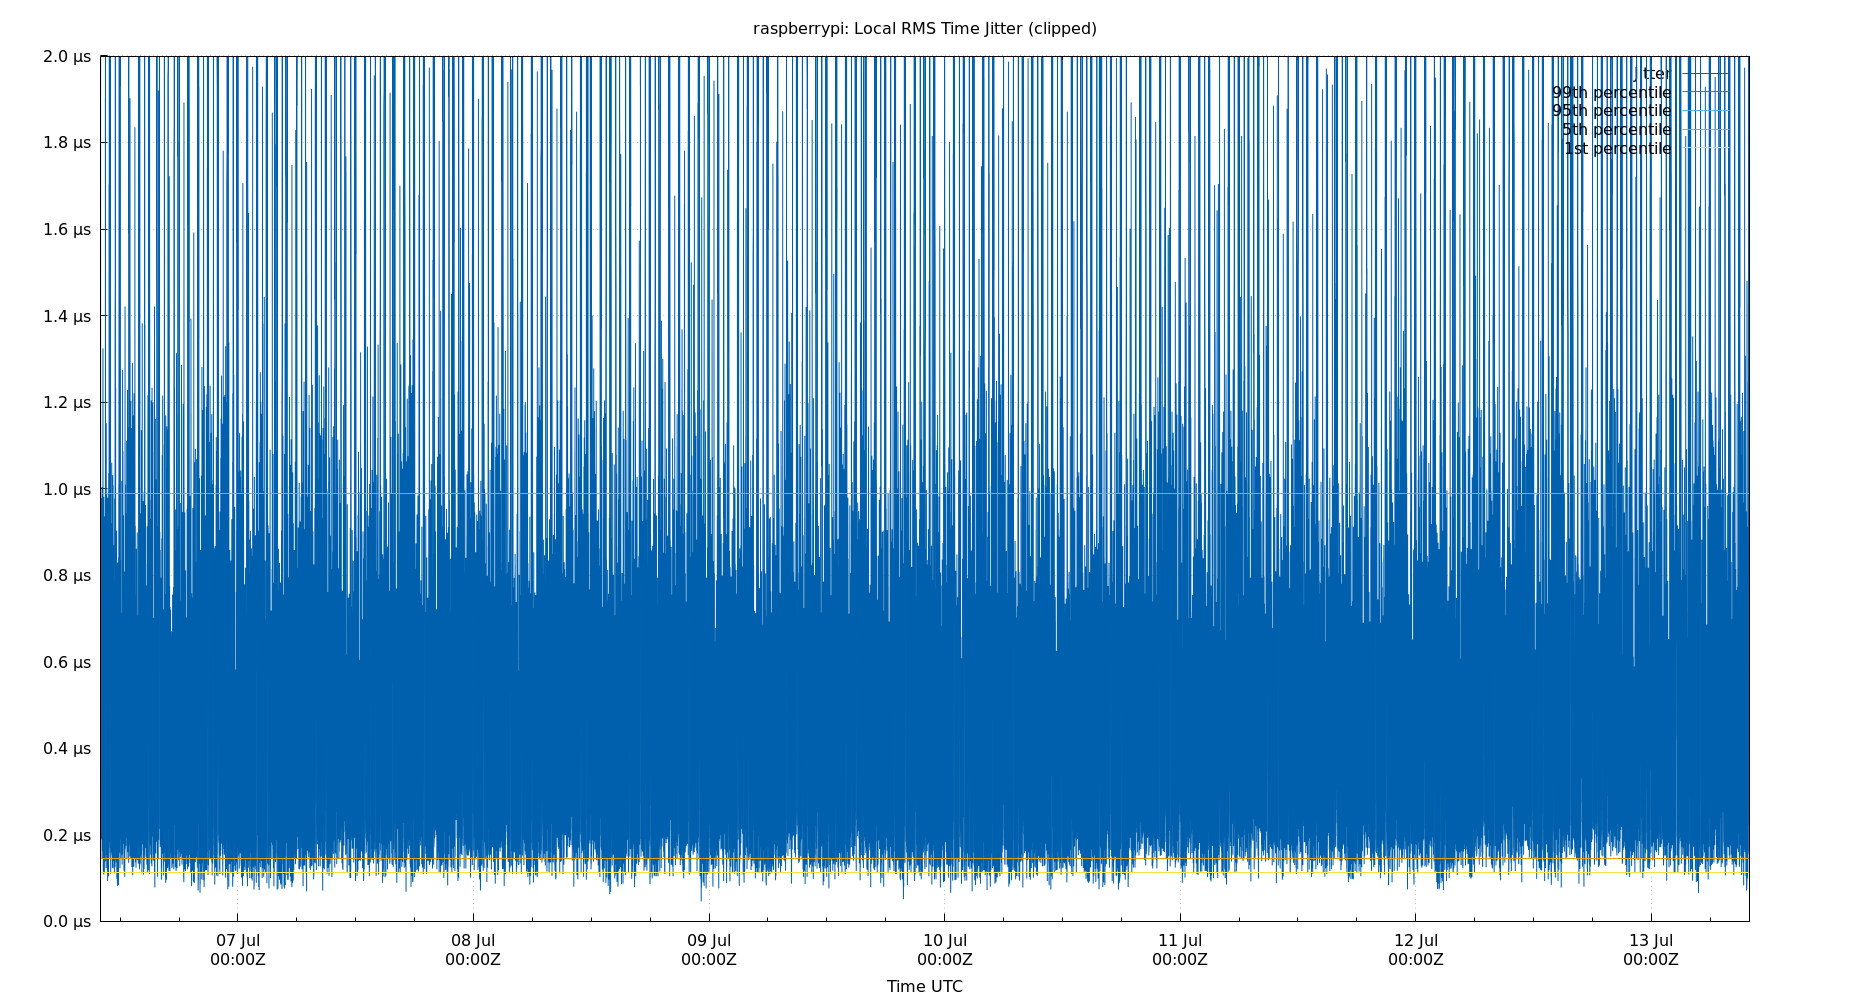 raspberrypi: Local RMS Time Jitter (clipped)
2.0 µs
1.8 µs
1.6 µs
1.4 µs
1.2 µs
1.0 µs
0.8 µs
0.6 µs
0.4 µs
0.2 µs
0.0 µs
Jitter
99th percentile
95th percentile
5th percentile
1st percentile
07 Jul
00:00Z
08 Jul
00:00Z
09 Jul
00:00Z
10 Jul
00:00Z
11 Jul
00:00Z
12 Jul
00:00Z
13 Jul
00:00Z
Time UTC